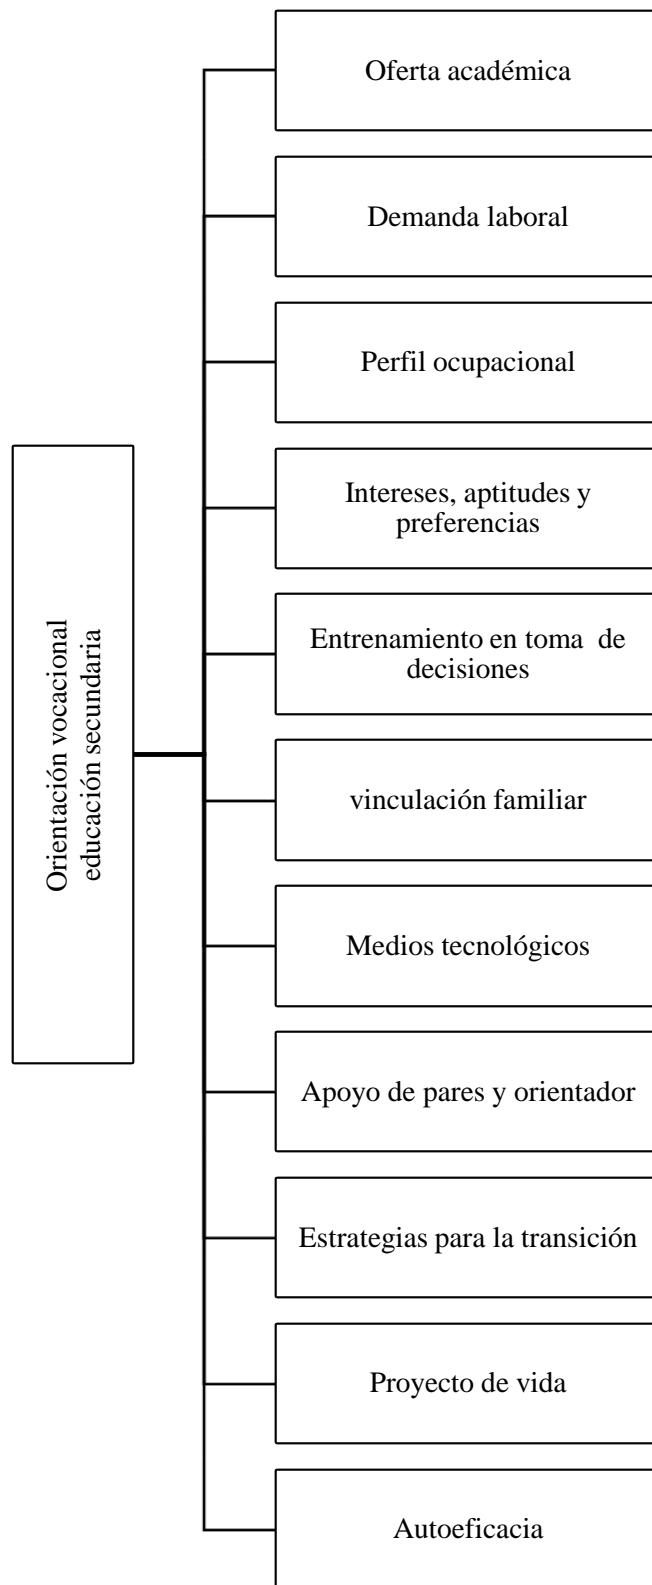 Oferta académica
Demanda laboral
Perfil ocupacional
Intereses, aptitudes y
preferencias
Orientación vocacional
educación secundaria
Entrenamiento en toma  de
decisiones
vinculación familiar
Medios tecnológicos
Apoyo de pares y orientador
Estrategias para la transición
Proyecto de vida
Autoeficacia